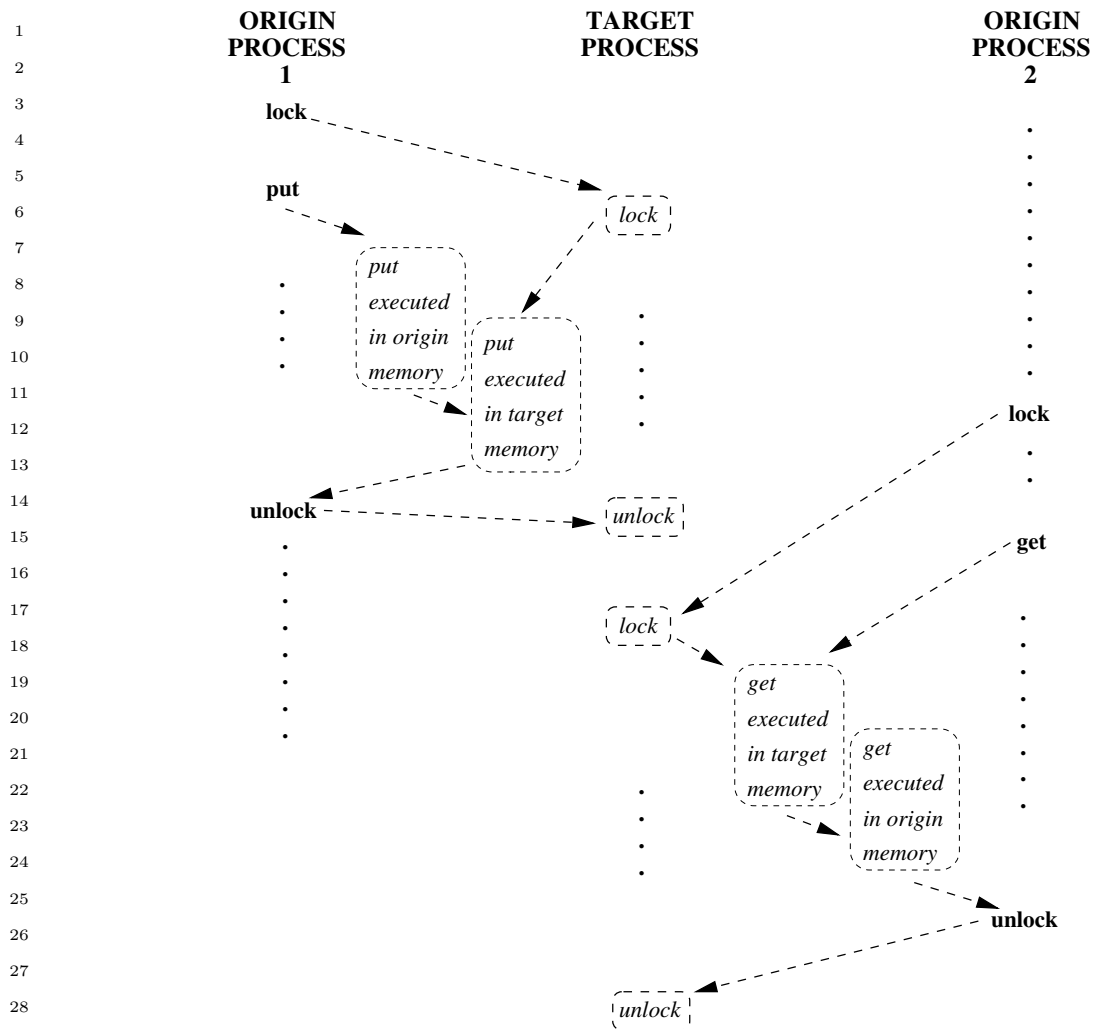 1 ORIGIN TARGET ORIGIN
PROCESS PROCESS PROCESS
2 1 2
3 lock
4
5 put
6 lock
7 put
8 executed
9 in origin put
10 memory executed
11 in target lock
12 memory
13
14 unlock unlock
15 get
16
17 lock
18
19 get
20 executed
21 in target get
22 memory executed
23 in origin
24 memory
25 unlock
26
27
28 unlock